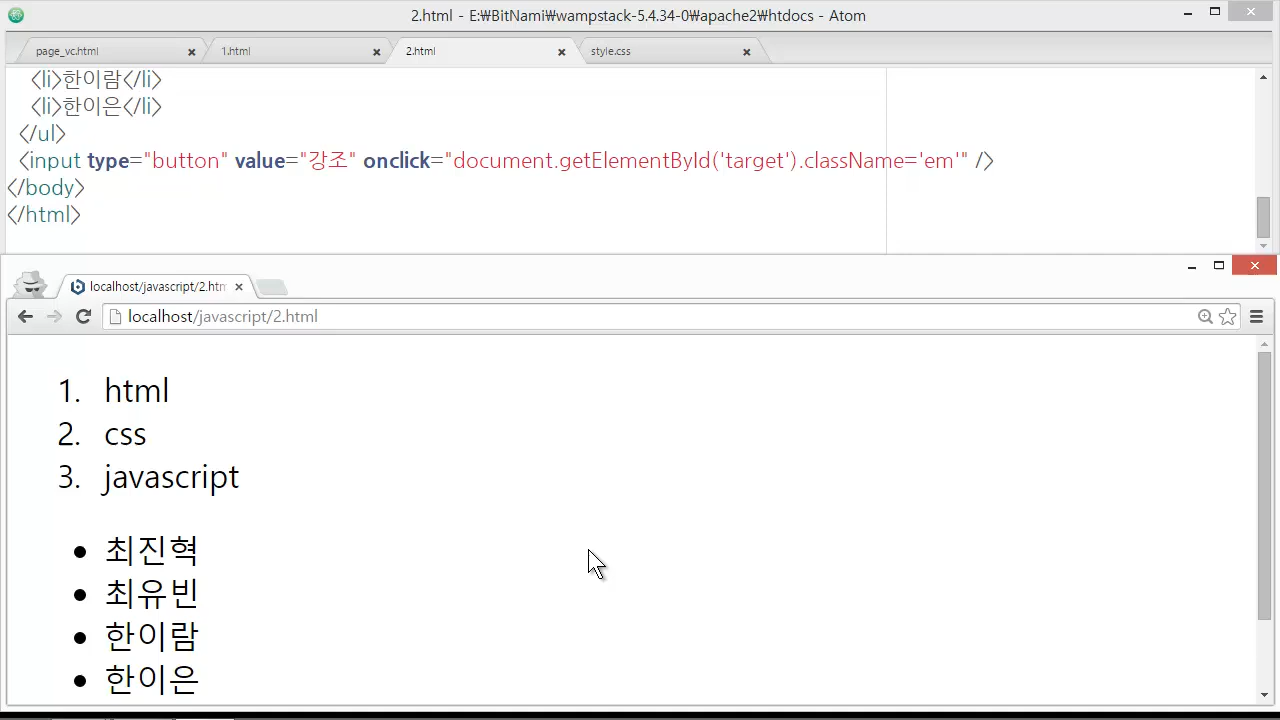 2.html - E:₩BitNami₩wampstack-5.4.34-0₩apache2₩htdocs - Atom
page_vc.html
1.html
2.html
style.css
<li>한이람</li>
<li>한이은</li>
</ul>
<input type="button" value="강조" onclick="document.getElementById('target').className='em'" />
</body>
</html>
localhost/javascript/2.htm
localhost/javascript/2.html
1. html
2. css
3. javascript
• 최진혁
• 최유빈
• 한이람
• 한이은